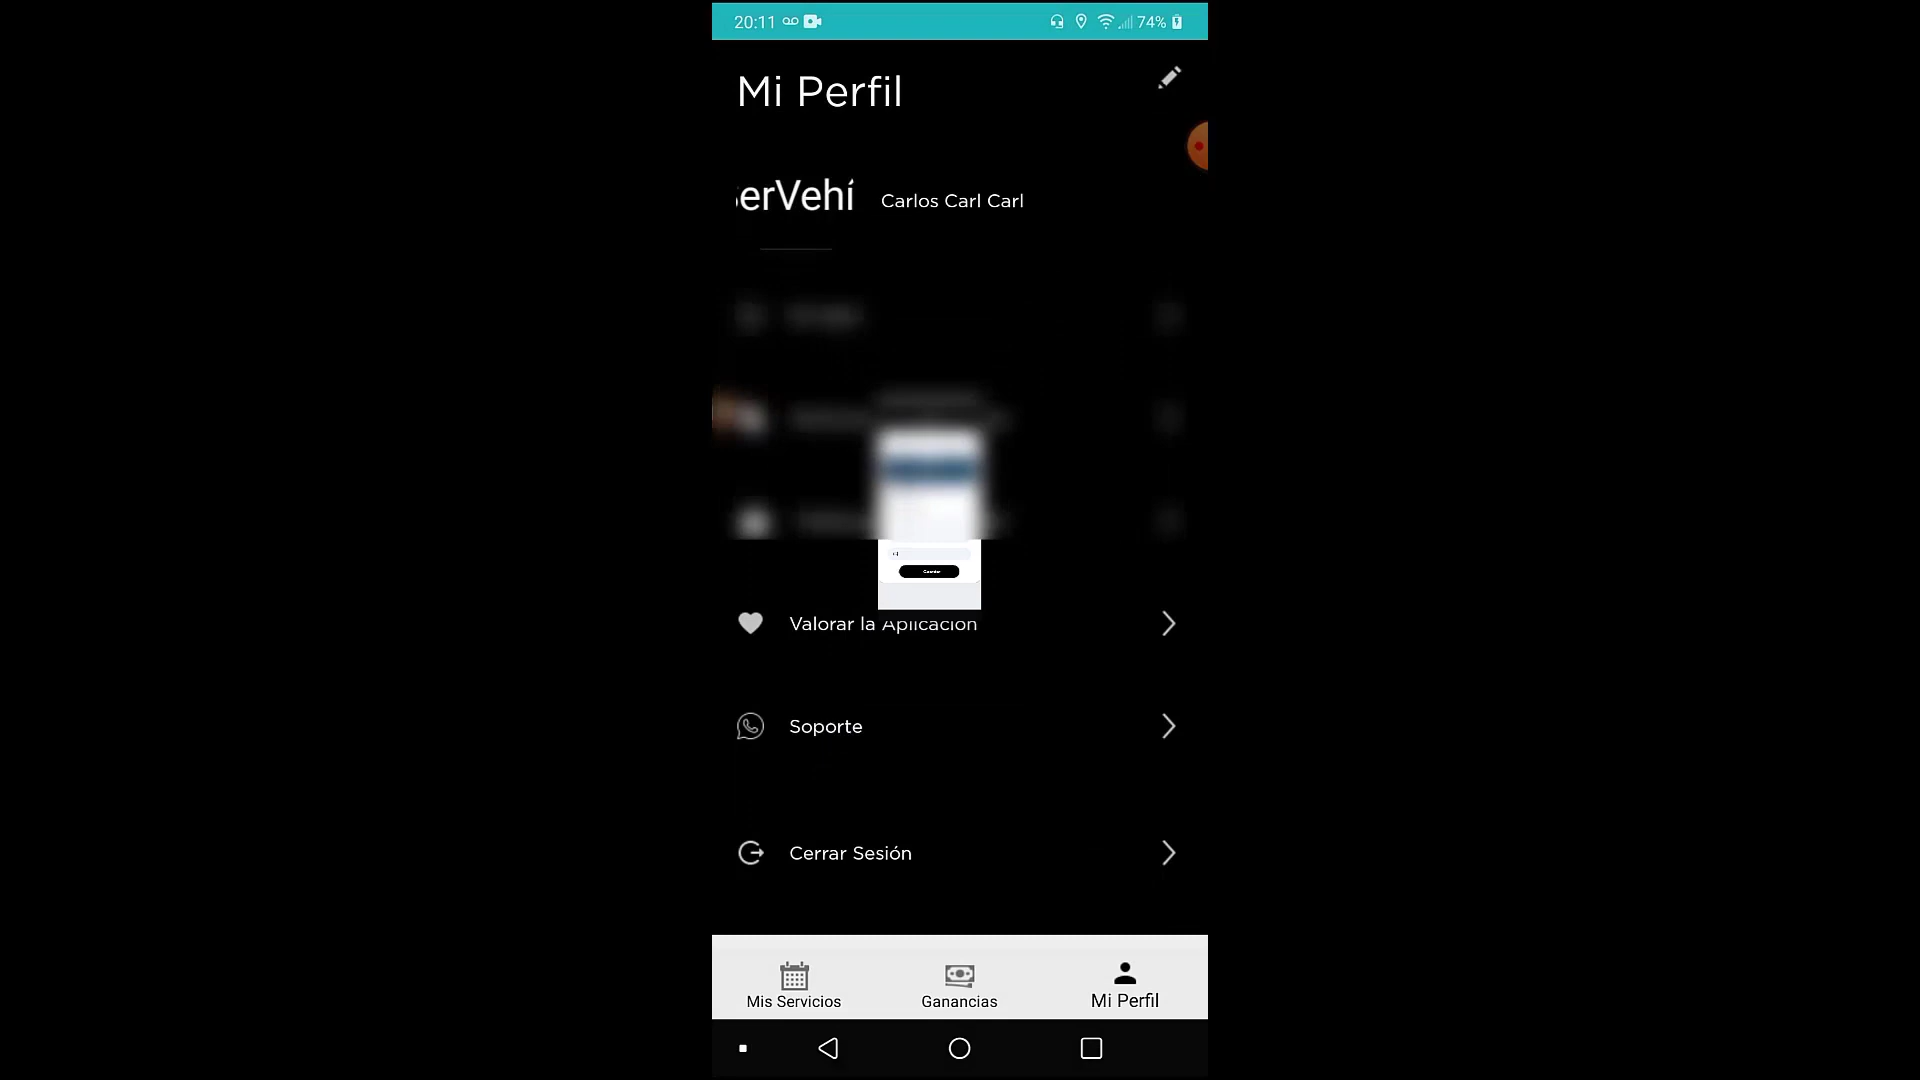 20:11
74%
Mi Perfil
erVehí
Carlos Carl Carl
Valorar la Aplicación
Soporte
Cerrar Sesión
Mis Servicios
Ganancias
Mi Perfil